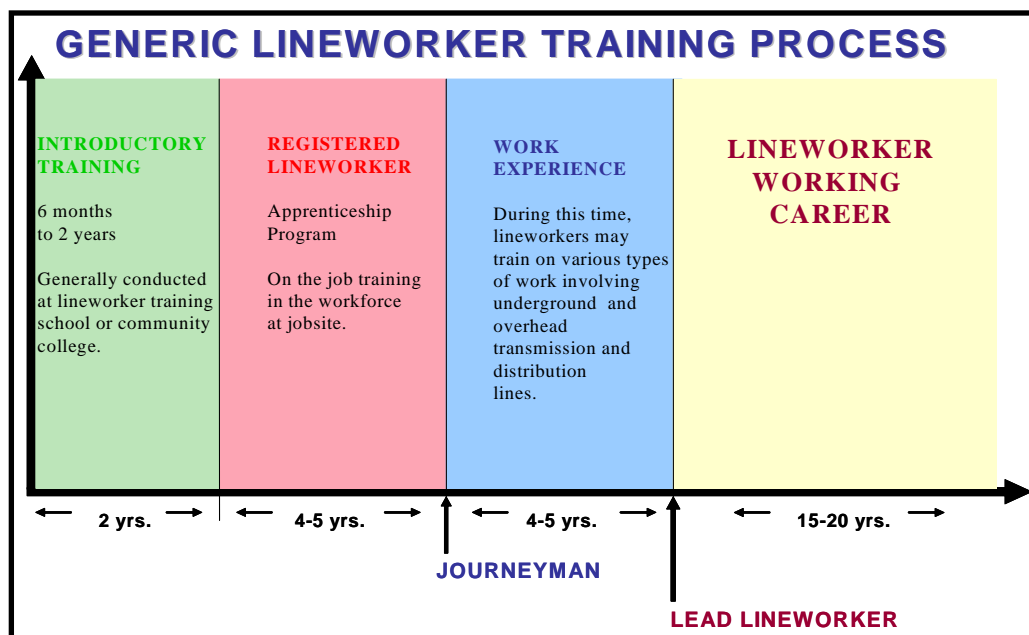 GENERIC LINEWORKER TRAINING PROCESS
INTRODUCTORY
TRAINING
6 months
to 2 years
Generally conducted
at lineworker training
school or community
college.
REGISTERED
LINEWORKER
Apprenticeship
Program
On the job training
in the workforce
at jobsite.
WORK
EXPERIENCE
During this time,
lineworkers may
train on various types
of work involving
underground and
overhead
transmission and
distribution
lines.
LINEWORKER
WORKING
CAREER
2 yrs.
4-5 yrs.
4-5 yrs.
15-20 yrs.
JOURNEYMAN
LEAD LINEWORKER